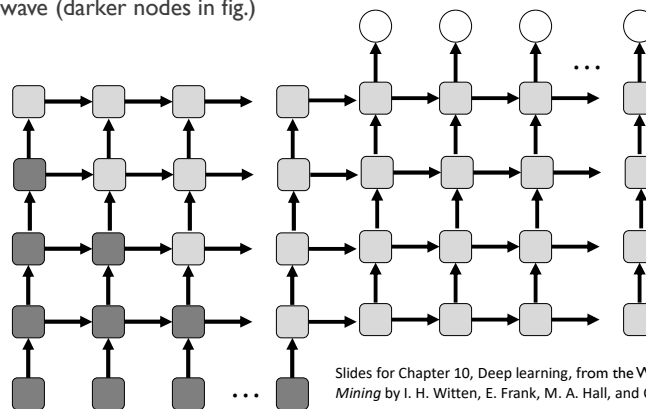 wave (darker nodes in fig.)
...
...
Slides for Chapter 10, Deep learning, from the
Mining by I. H. Witten, E. Frank, M. A. Hall, and